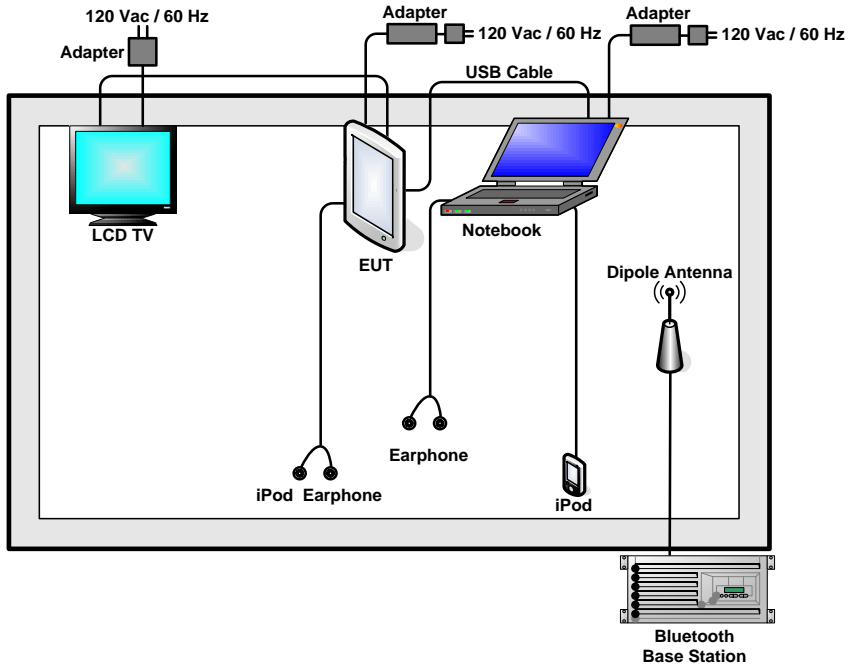 120 Vac / 60 Hz
Adapter
Adapter
120 Vac / 60 Hz
Adapter
120 Vac / 60 Hz
USB Cable
LCD TV
EUT
Notebook
Dipole Antenna
Earphone
iPod Earphone
iPod
Bluetooth
Base Station